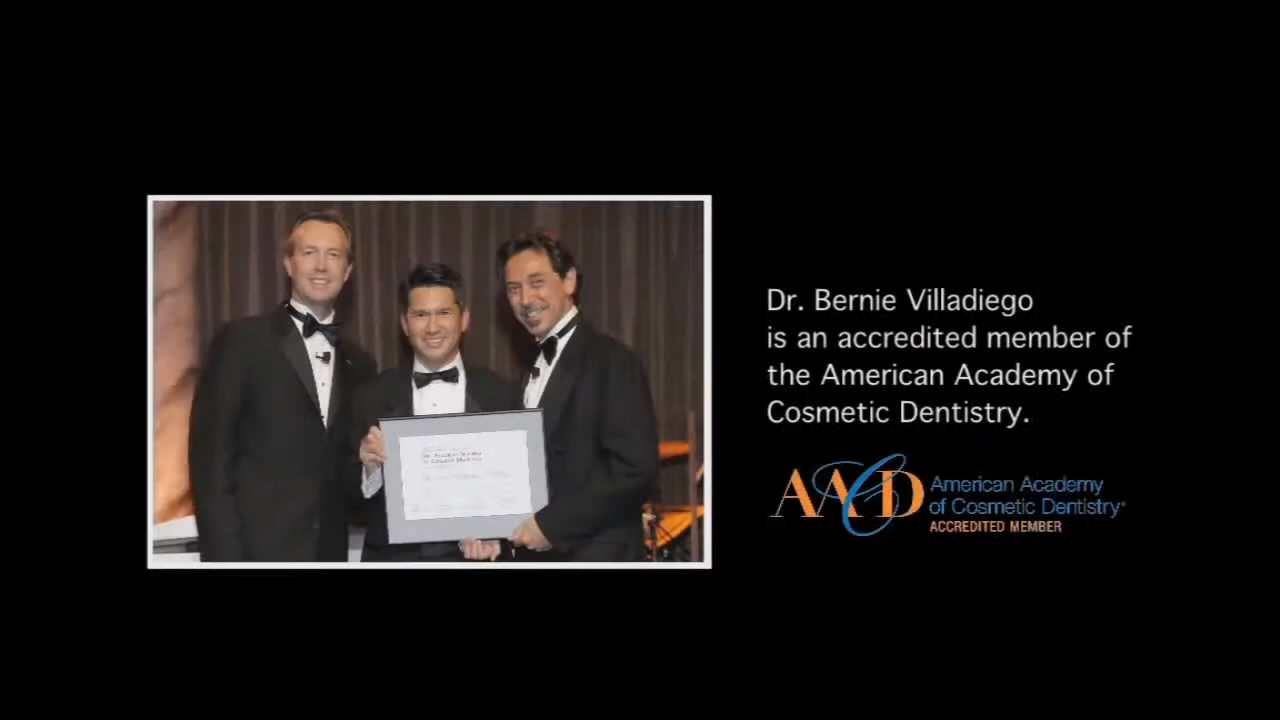 Dr. Bernie Villadiego
is an accredited member of
the American Academy of
Cosmetic Dentistry.
AACD
American Academy
of Cosmetic Dentistry®
ACCREDITED MEMBER